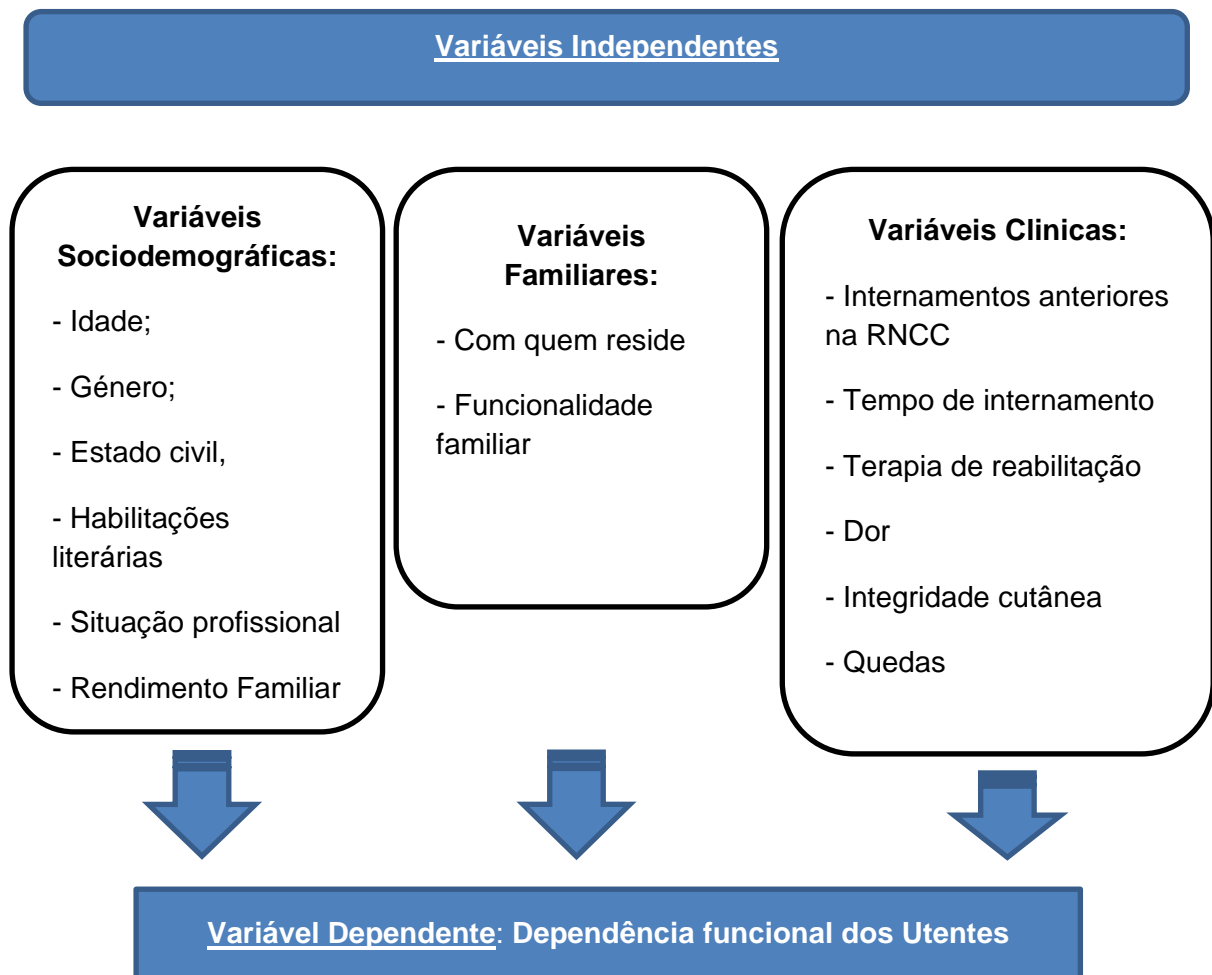 Variáveis Independentes
Variáveis
Sociodemográficas:
- Idade;
- Género;
- Estado civil,
- Habilitações
literárias
- Situação profissional
- Rendimento Familiar
Variáveis
Familiares:
- Com quem reside
- Funcionalidade
familiar
Variáveis Clinicas:
- Internamentos anteriores
na RNCC
- Tempo de internamento
- Terapia de reabilitação
- Dor
- Integridade cutânea
- Quedas
Variável Dependente: Dependência funcional dos Utentes